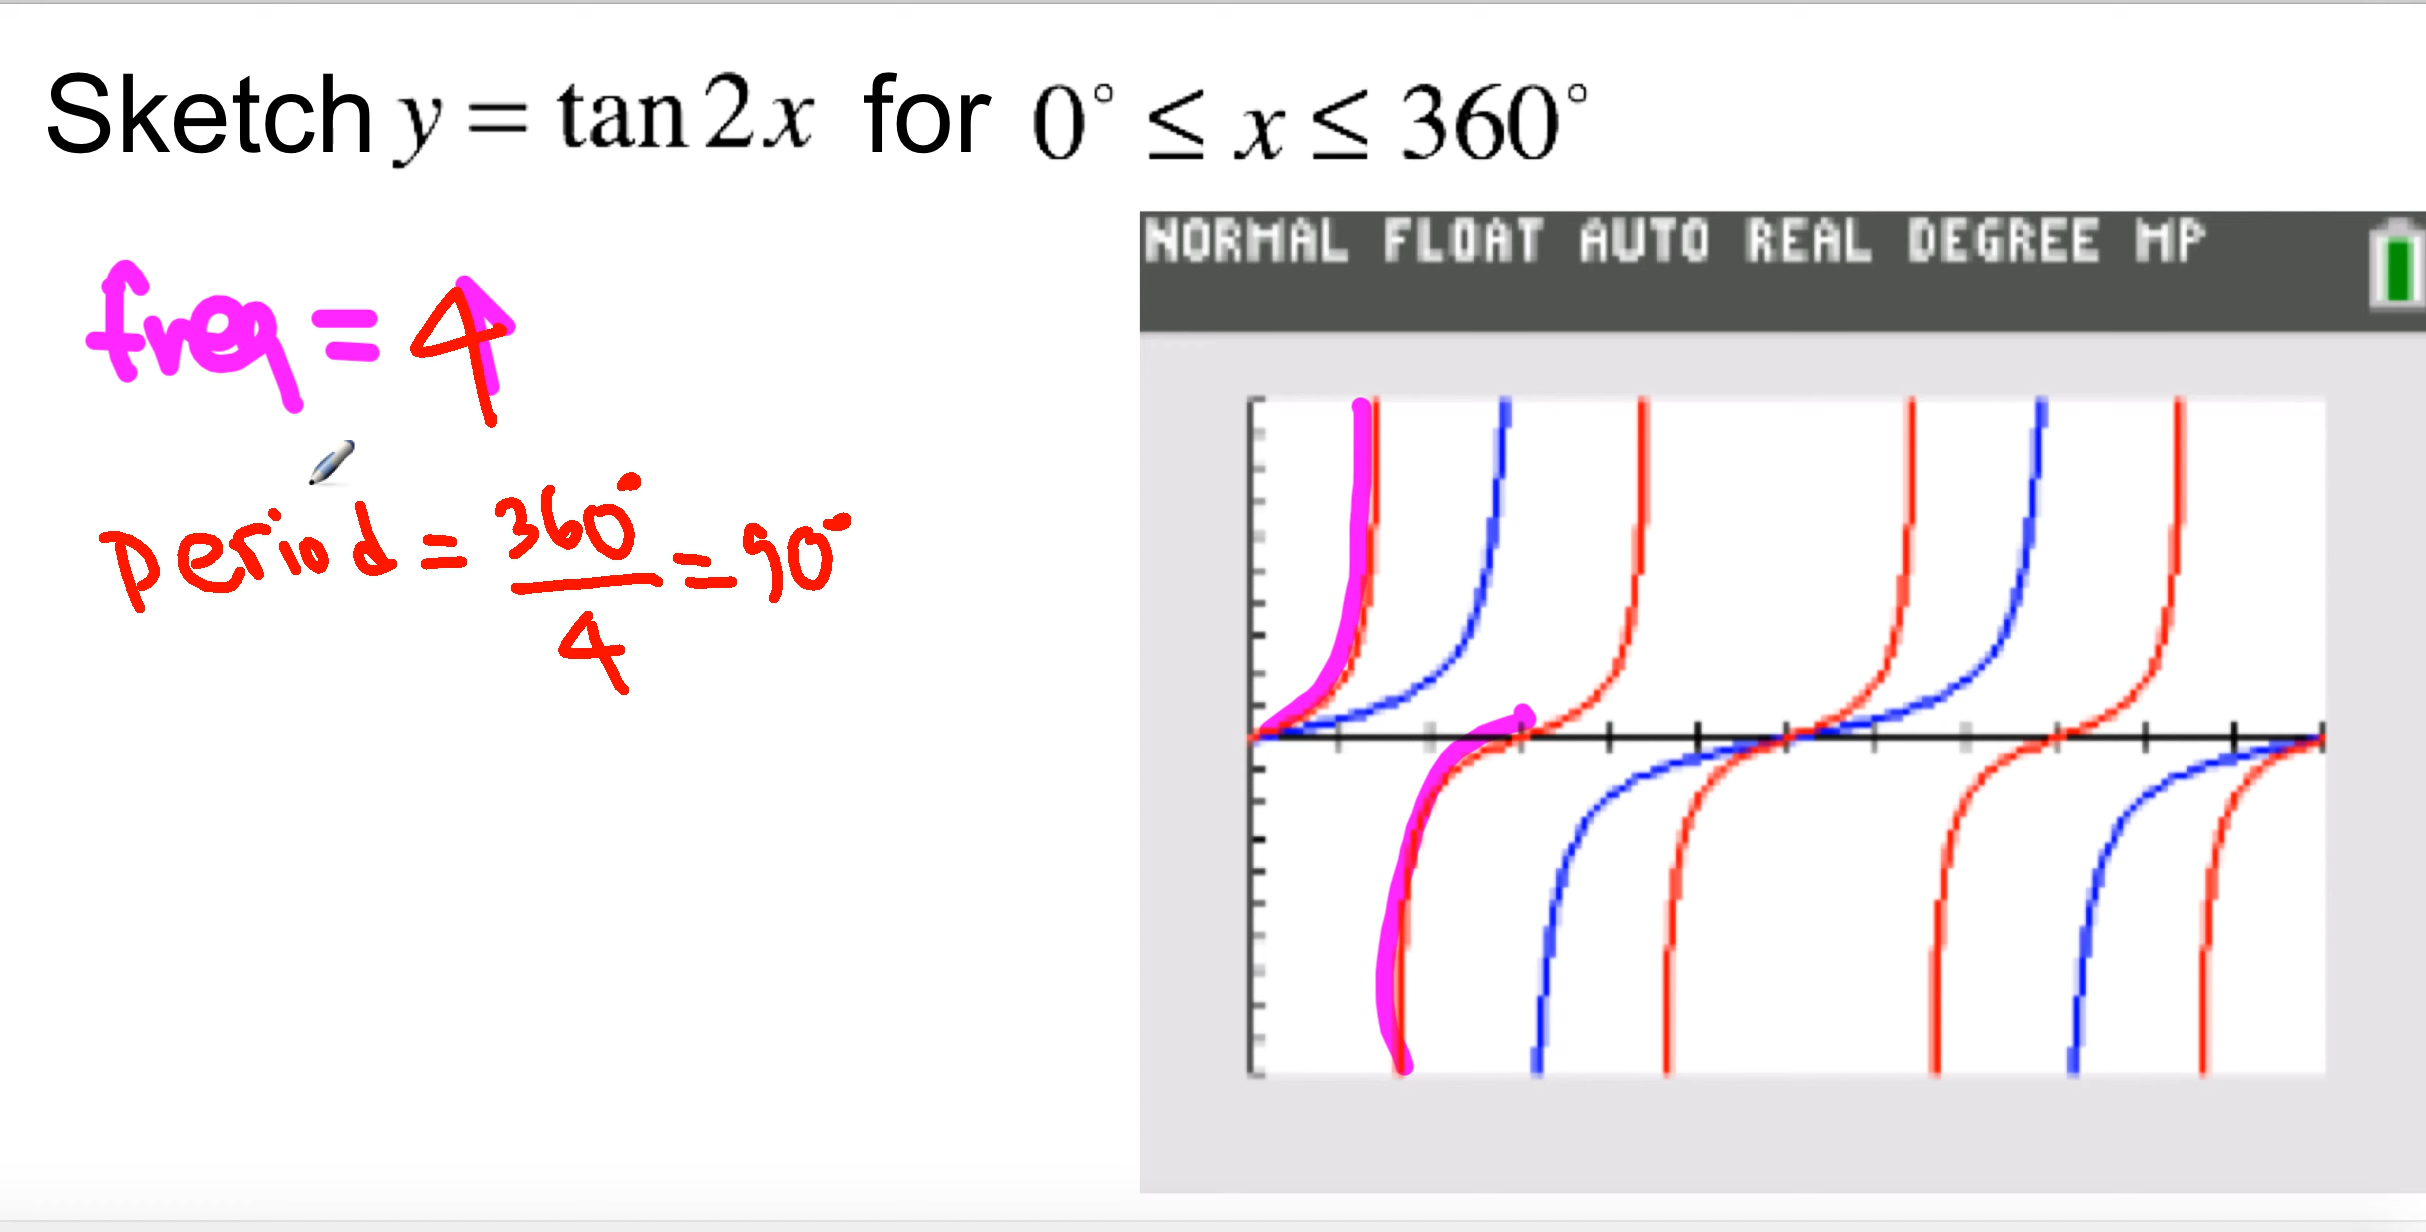 Sketch y = tan 2x for 0° ≤ x ≤ 360°
NORMAL FLOAT AUTO REAL DEGREE MP
freq = 4
period = 360° / 4 = 90°